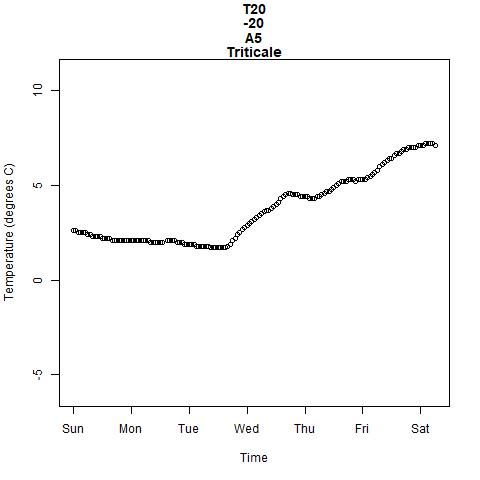 T20
-20
A5
Triticale
Temperature (degrees C)
10
5
0
-5
Sun Mon Tue Wed Thu Fri Sat
Time